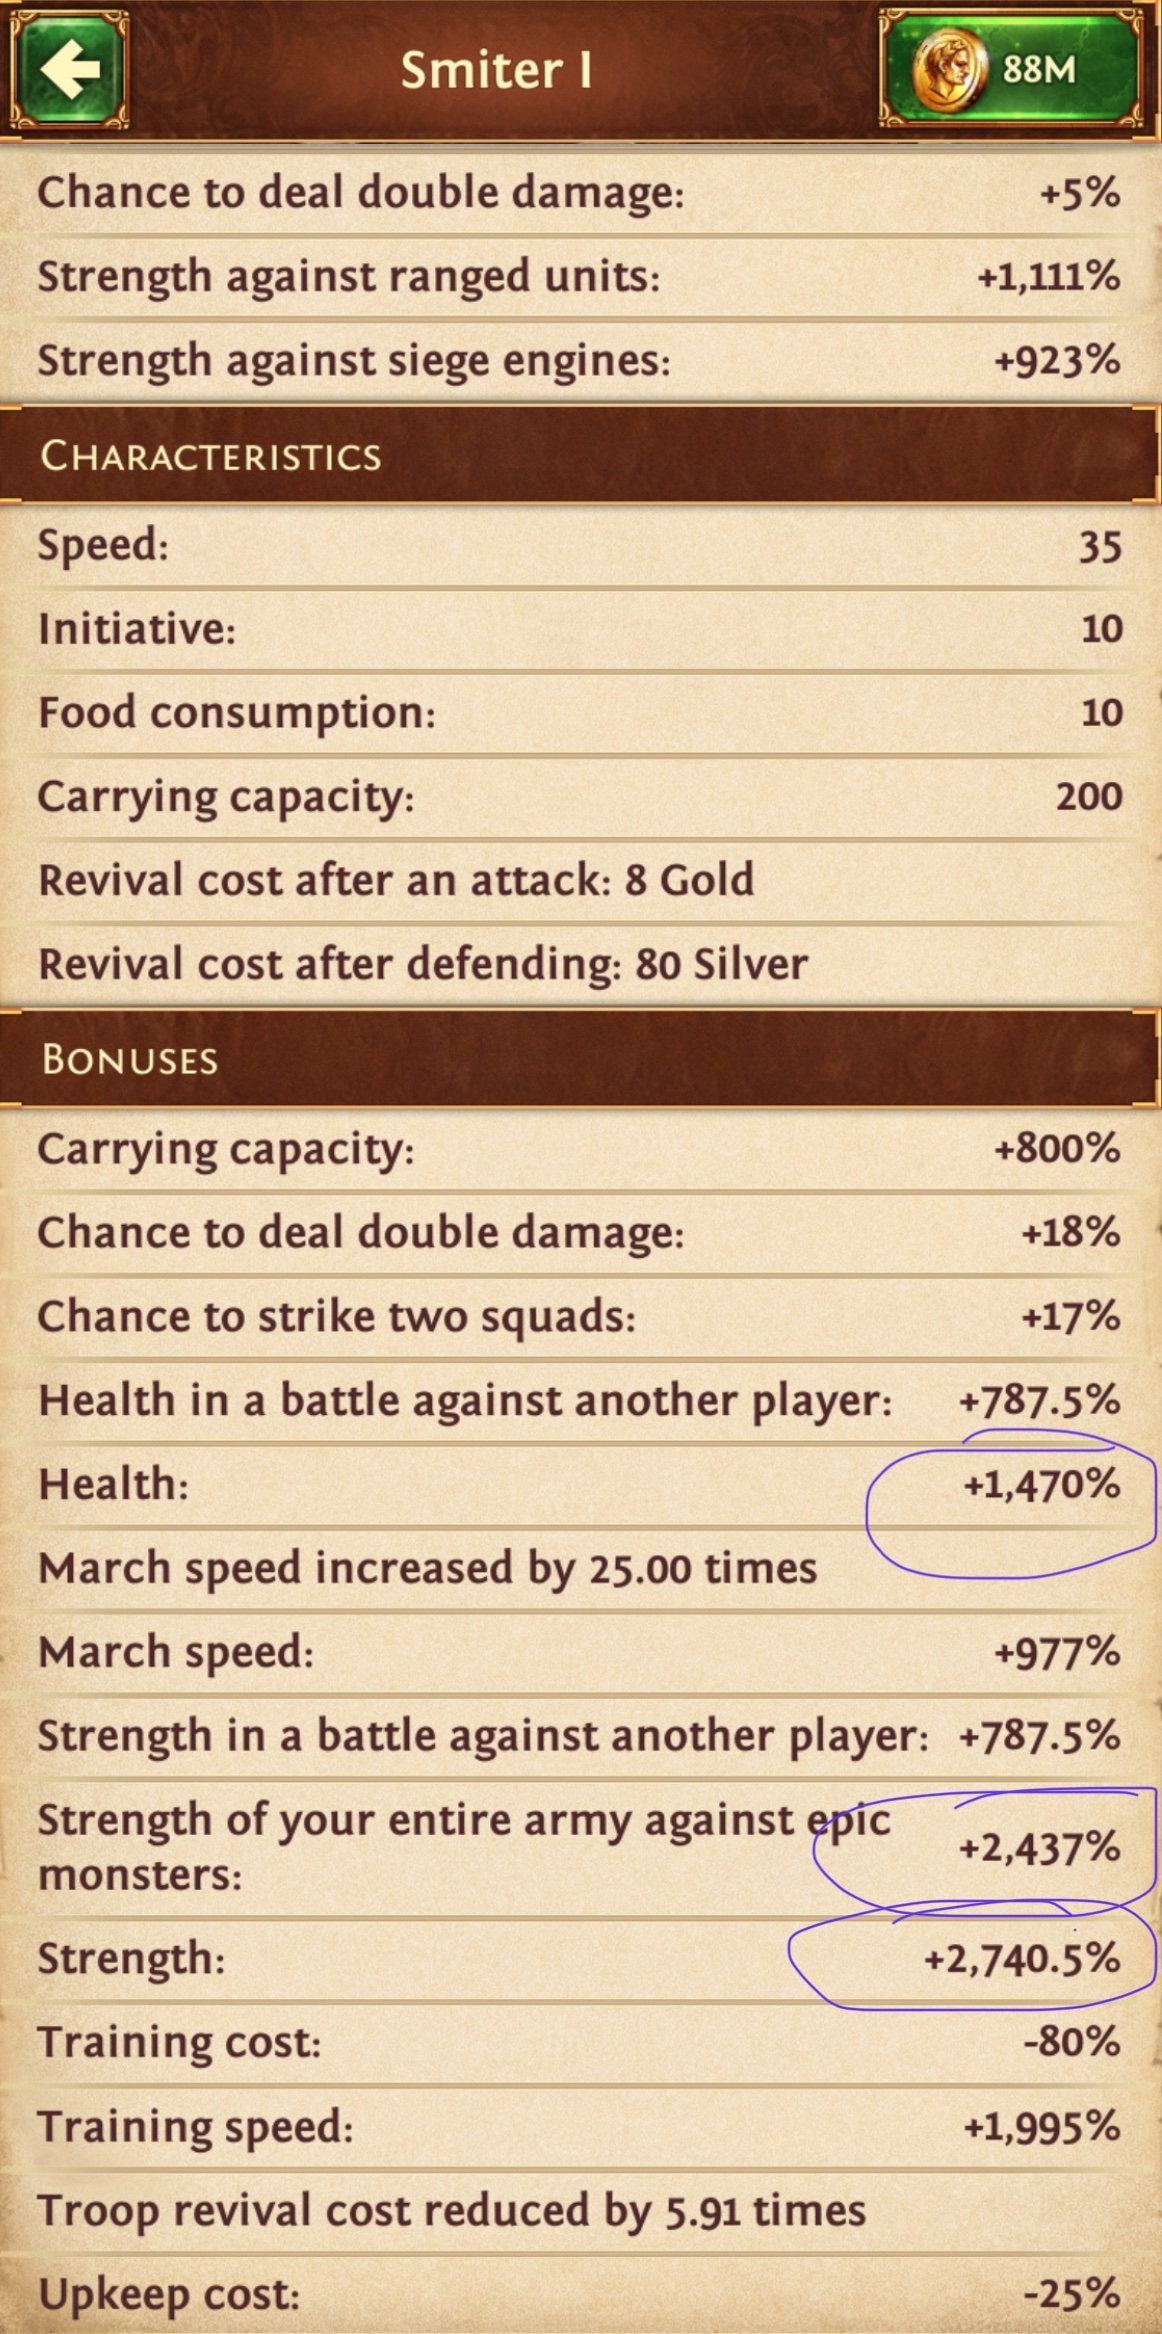 Smiter I
88M
Chance to deal double damage: +5%
Strength against ranged units: +1,111%
Strength against siege engines: +923%
CHARACTERISTICS
Speed: 35
Initiative: 10
Food consumption: 10
Carrying capacity: 200
Revival cost after an attack: 8 Gold
Revival cost after defending: 80 Silver
BONUSES
Carrying capacity: +800%
Chance to deal double damage: +18%
Chance to strike two squads: +17%
Health in a battle against another player: +787.5%
Health: +1,470%
March speed increased by 25.00 times
March speed: +977%
Strength in a battle against another player: +787.5%
Strength of your entire army against epic
monsters: +2,437%
Strength: +2,740.5%
Training cost: -80%
Training speed: +1,995%
Troop revival cost reduced by 5.91 times
Upkeep cost: -25%